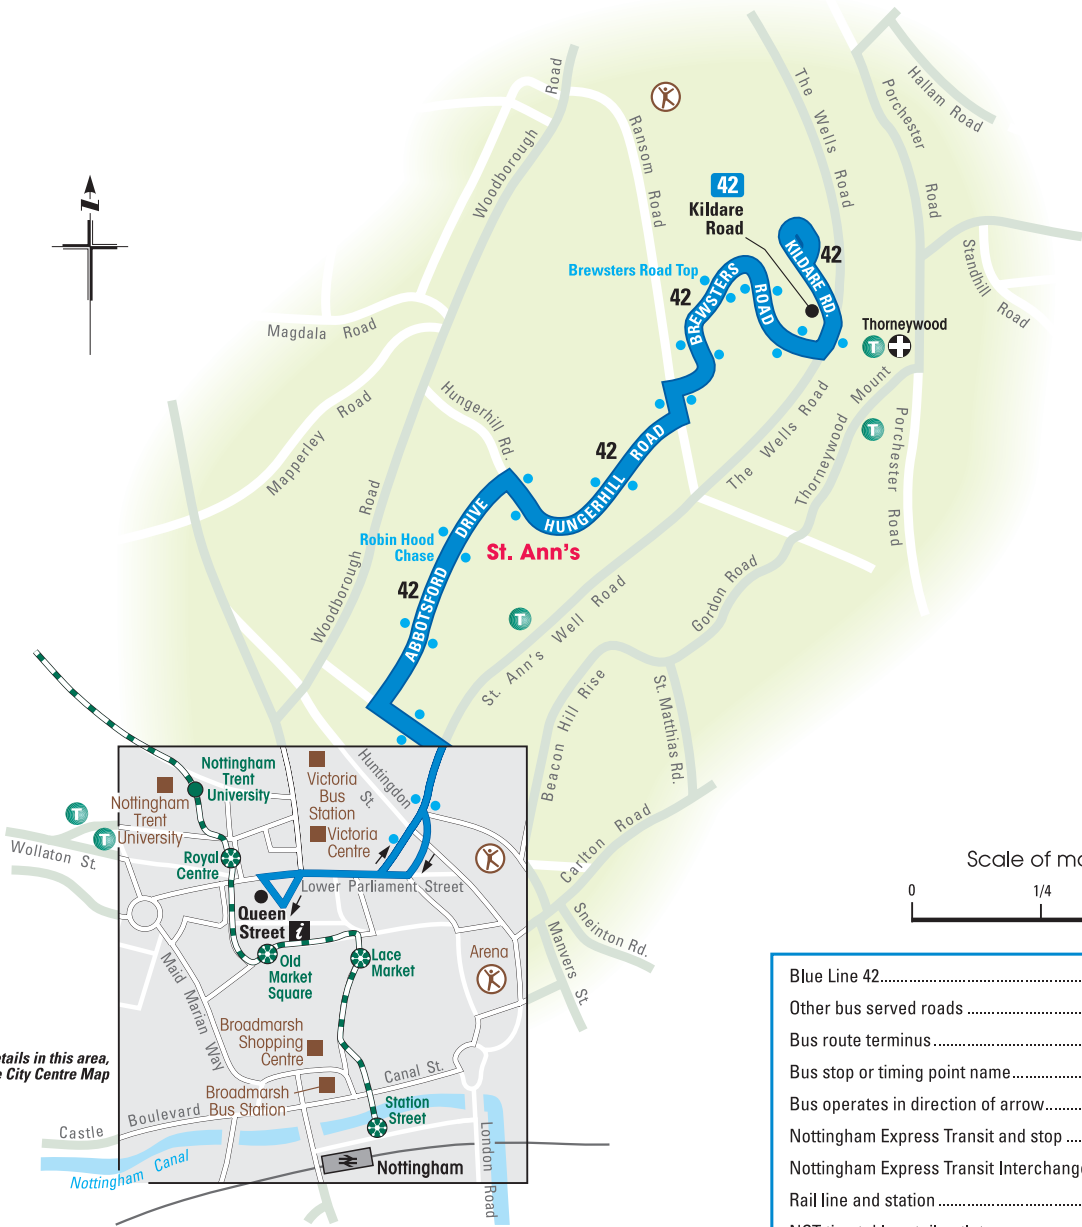 Woodborough Road
Ransom Road
The Wells Road
Porchester Road
Hallam Road
Standhill Road
N
42
Kildare
Road
KILDARE RD.
42
Brewsters Road Top
42
BREWSTERS ROAD
Thorneywood
T
Magdala Road
Hungerhill Rd.
Mapperley Road
42
HUNGERHILL ROAD
The Wells Road
Thorneywood Mount
T
Porchester Road
Woodborough Road
Robin Hood
Chase
ABBOTSFORD DRIVE
42
St. Ann's
T
St. Ann's Well Road
Gordon Road
Beacon Hill Rise
St. Matthias Rd.
Carlton Road
Sneinton Rd.
Manvers St.
Huntingdon St.
Nottingham
Trent
University
Nottingham
Trent
University
T
T
Wollaton St.
Victoria
Bus
Station
Victoria
Centre
Royal
Centre
Lower Parliament Street
Queen
Street
i
Old
Market
Square
Lace
Market
Arena
Maid Marian Way
Broadmarsh
Shopping
Centre
Broadmarsh
Bus Station
Canal St.
Castle Boulevard
Station
Street
Nottingham Canal
Nottingham
London Road
etails in this area,
e City Centre Map
Scale of ma
0 1/4
Blue Line 42
Other bus served roads
Bus route terminus
Bus stop or timing point name
Bus operates in direction of arrow
Nottingham Express Transit and stop
Nottingham Express Transit Interchange
Rail line and station